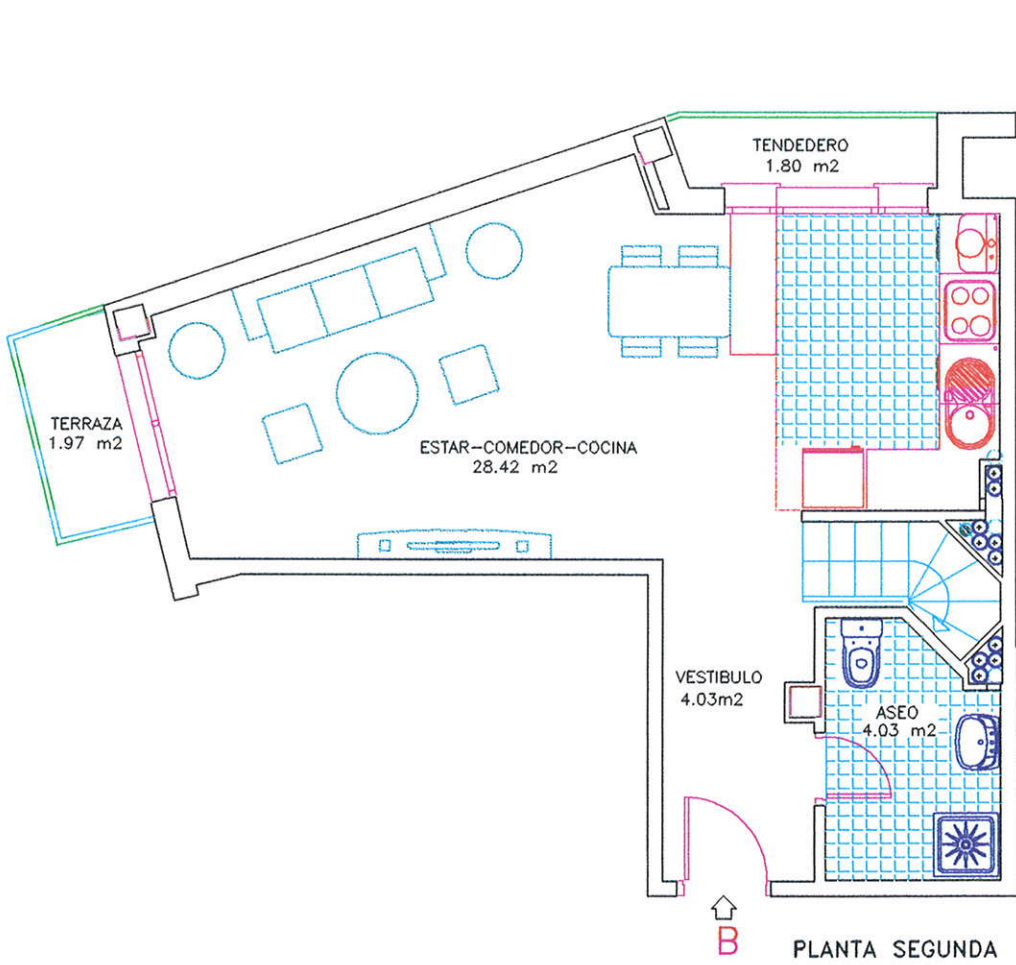 TENDEDERO
1.80 m2
TERRAZA
1.97 m2
ESTAR-COMEDOR-COCINA
28.42 m2
VESTIBULO
4.03m2
ASEO
4.03 m2
B
PLANTA SEGUNDA